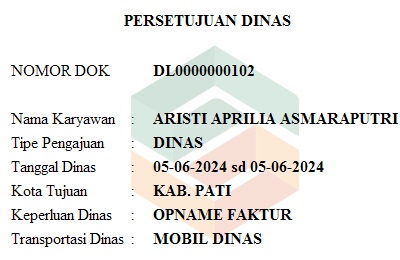 PERSETUJUAN DINAS
NOMOR DOK DL0000000102
Nama Karyawan : ARISTI APRILIA ASMARAPUTRI
Tipe Pengajuan : DINAS
Tanggal Dinas : 05-06-2024 sd 05-06-2024
Kota Tujuan : KAB. PATI
Keperluan Dinas : OPNAME FAKTUR
Transportasi Dinas : MOBIL DINAS